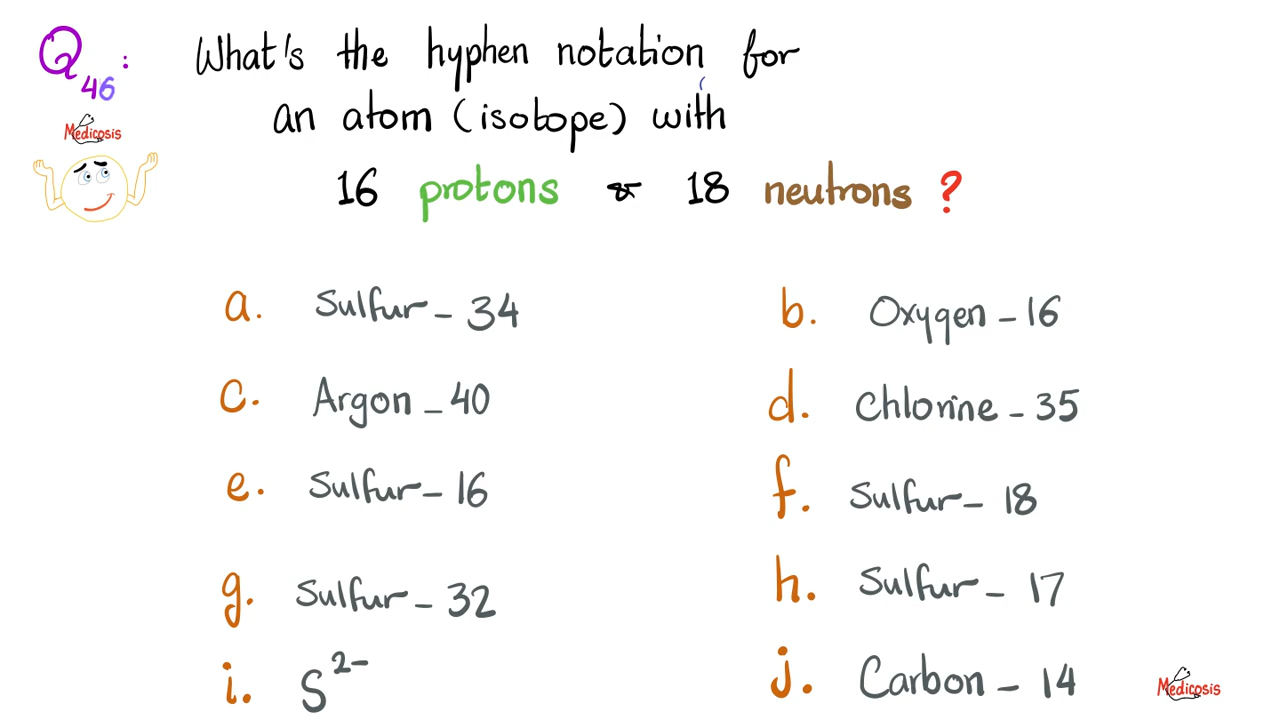 Q46: What's the hyphen notation for
Medicosis an atom (isotope) with
16 protons & 18 neutrons ?
a. Sulfur - 34 b. Oxygen - 16
c. Argon - 40 d. Chlorine - 35
e. Sulfur - 16 f. Sulfur - 18
g. Sulfur - 32 h. Sulfur - 17
i. S²⁻ j. Carbon - 14 Medicosis